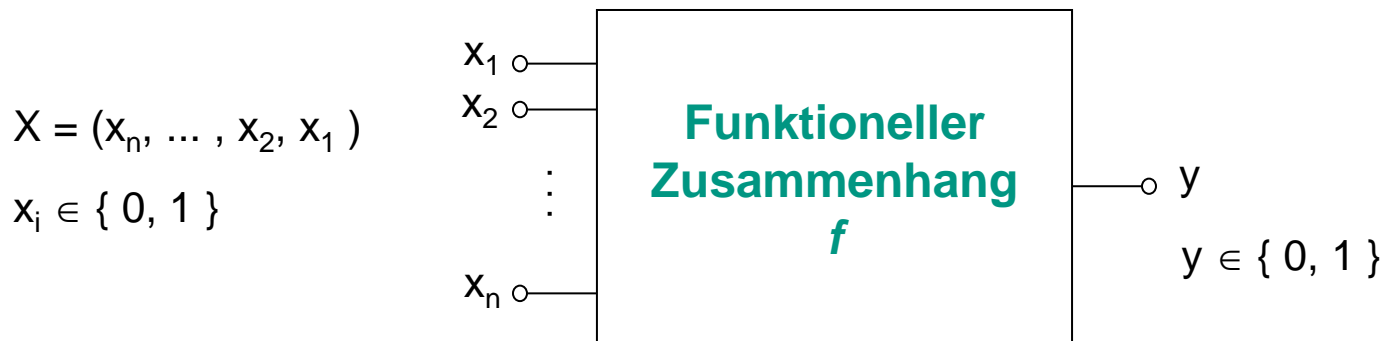 X = (xₙ, ... , x₂, x₁ )
xᵢ ∈ { 0, 1 }
x₁
x₂
⋮
xₙ
Funktioneller
Zusammenhang
f
y
y ∈ { 0, 1 }